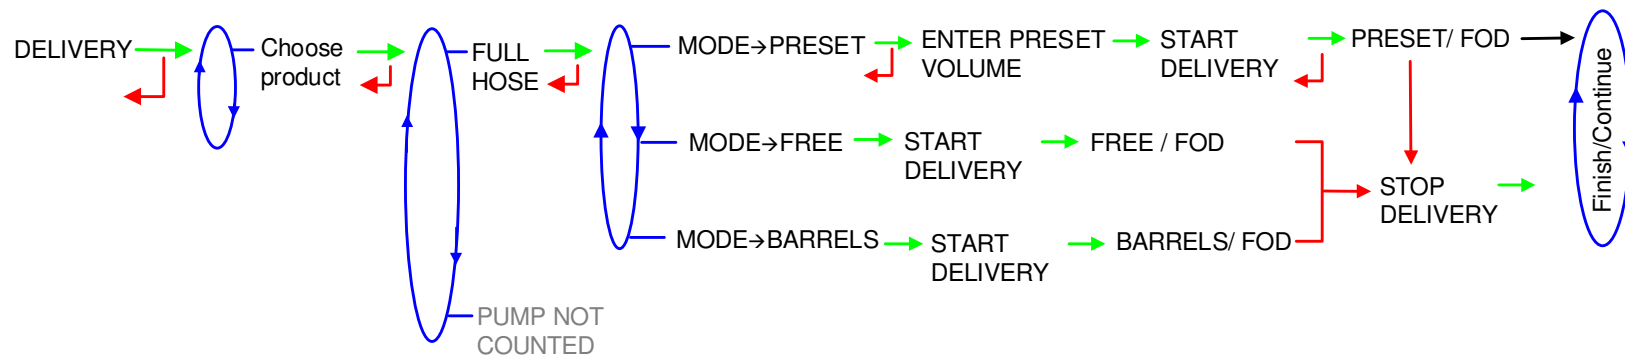 DELIVERY
Choose
product
FULL
HOSE
PUMP NOT
COUNTED
MODE→PRESET
ENTER PRESET
VOLUME
START
DELIVERY
PRESET/ FOD
MODE→FREE
START
DELIVERY
FREE / FOD
MODE→BARRELS
START
DELIVERY
BARRELS/ FOD
STOP
DELIVERY
Finish/Continue